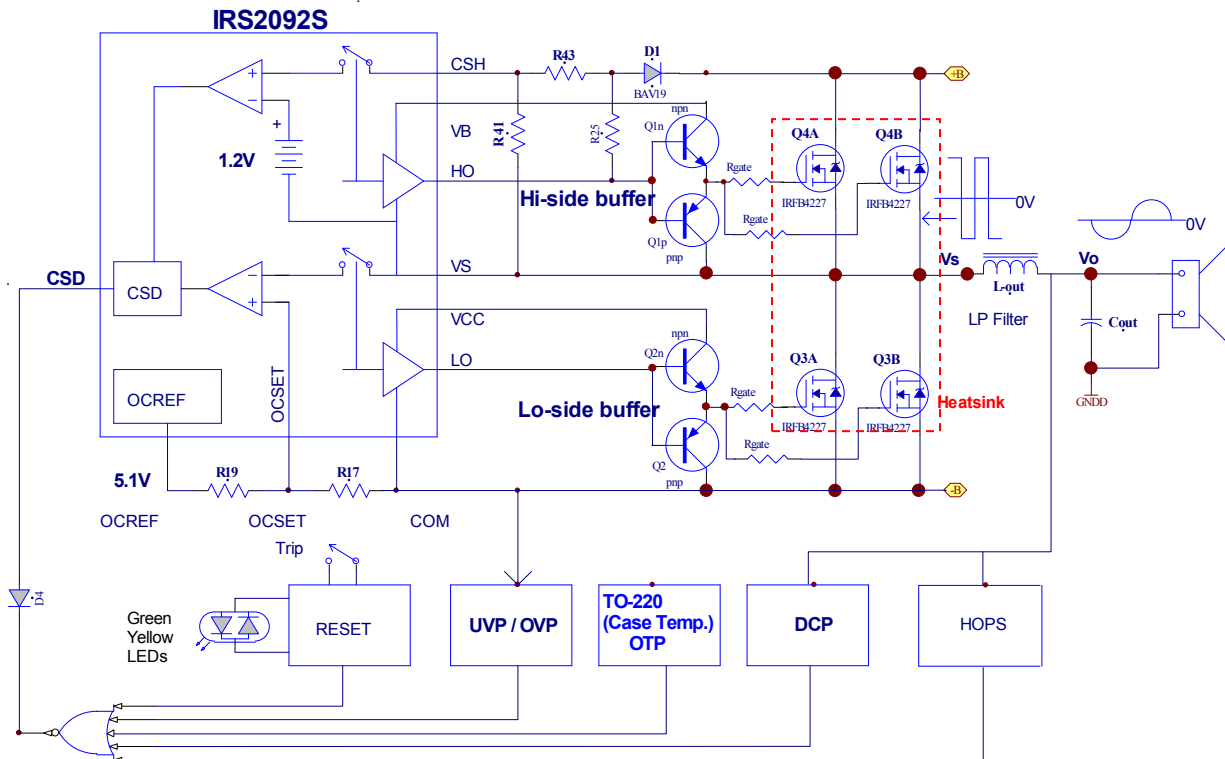 IRS2092S
CSH
R43
D1
BAV19
+B
npn
Q1n
VB
R41
R25
1.2V
+
HO
Hi-side buffer
Rgate
Rgate
Q4A
Q4B
IRFB4227
IRFB4227
Heatsink
0V
0V
Q1p
pnp
CSD
CSD
VS
Vs
L-out
LP Filter
Vo
Cout
GNDD
VCC
npn
Q2n
LO
Lo-side buffer
Rgate
Rgate
Q3A
Q3B
IRFB4227
IRFB4227
Q2
pnp
-B
OCREF
OCSET
5.1V
R19
R17
OCREF
OCSET
COM
Trip
D4
Green
Yellow
LEDs
RESET
UVP / OVP
TO-220
(Case Temp.)
OTP
DCP
HOPS